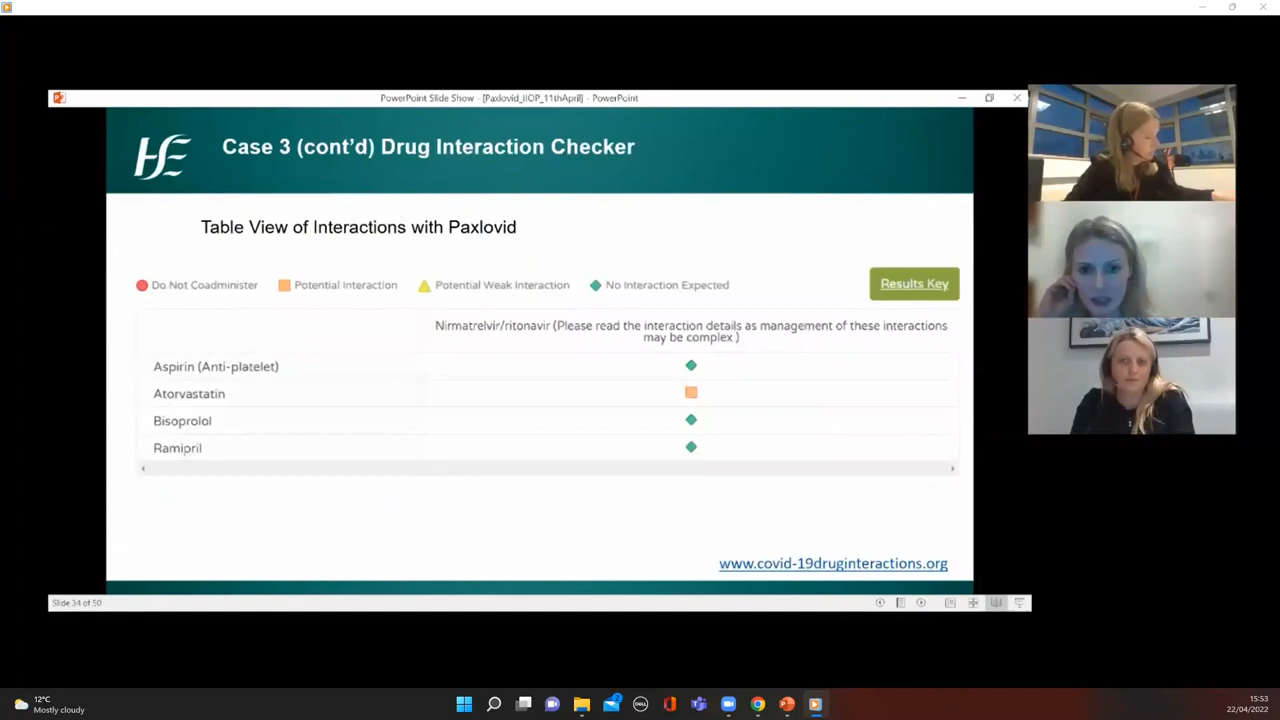 PowerPoint Slide Show - [Paxlovid_IIOP_11thApril] - PowerPoint
Case 3 (cont'd) Drug Interaction Checker
Table View of Interactions with Paxlovid
Do Not Coadminister Potential Interaction Potential Weak Interaction No Interaction Expected
Results Key
Nirmatrelvir/ritonavir (Please read the interaction details as management of these interactions
may be complex )
Aspirin (Anti-platelet)
Atorvastatin
Bisoprolol
Ramipril
www.covid-19druginteractions.org
Slide 34 of 50
12°C
Mostly cloudy
15:53
22/04/2022